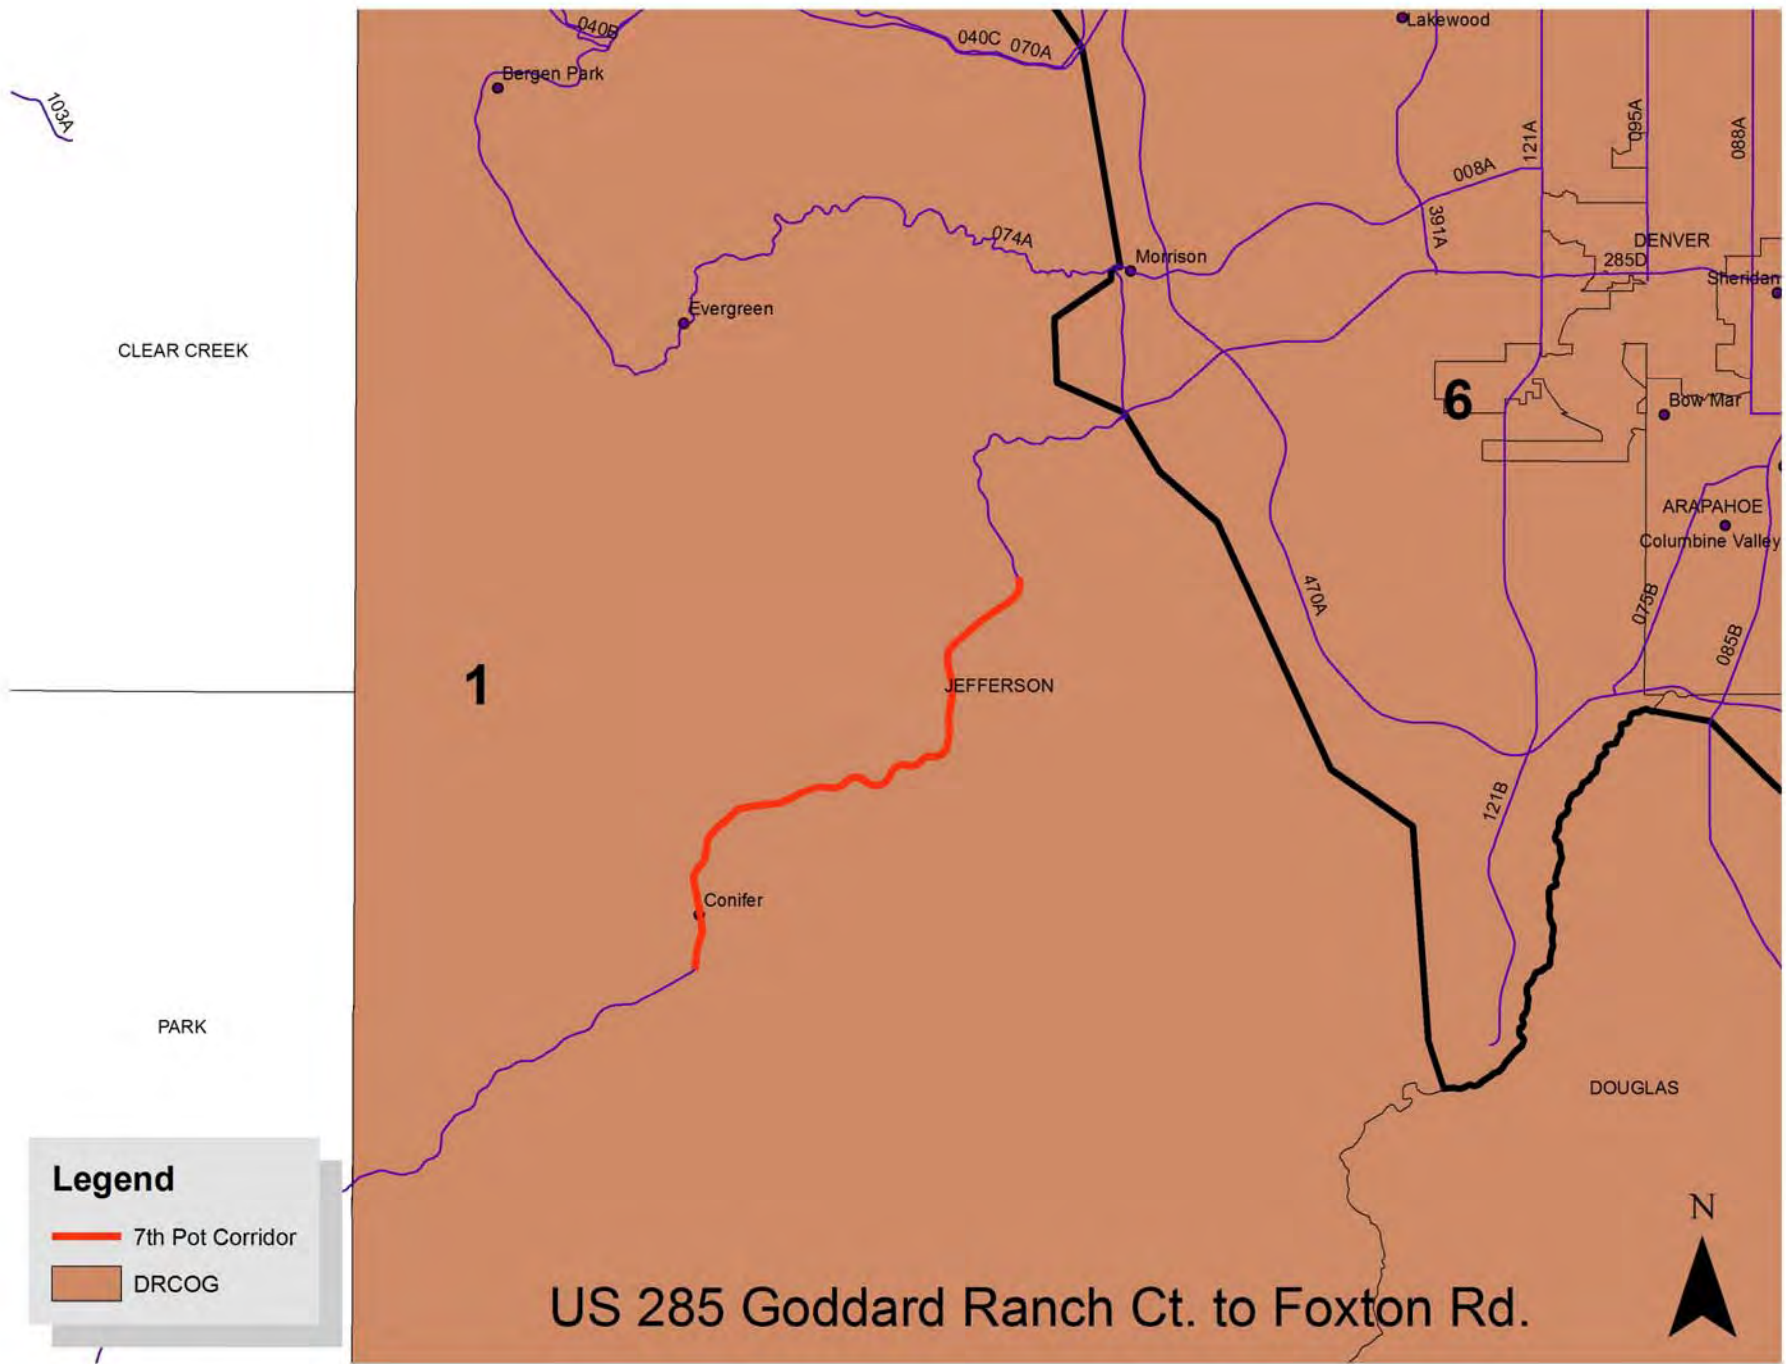 040B
040C 070A
Lakewood
Bergen Park
103A
121A
095A
088A
008A
391A
074A
DENVER
Morrison
285D
Sheridan
Evergreen
CLEAR CREEK
6
Bow Mar
ARAPAHOE
Columbine Valley
470A
075B
085B
1
JEFFERSON
121B
Conifer
PARK
DOUGLAS
Legend
7th Pot Corridor
DRCOG
N
US 285 Goddard Ranch Ct. to Foxton Rd.